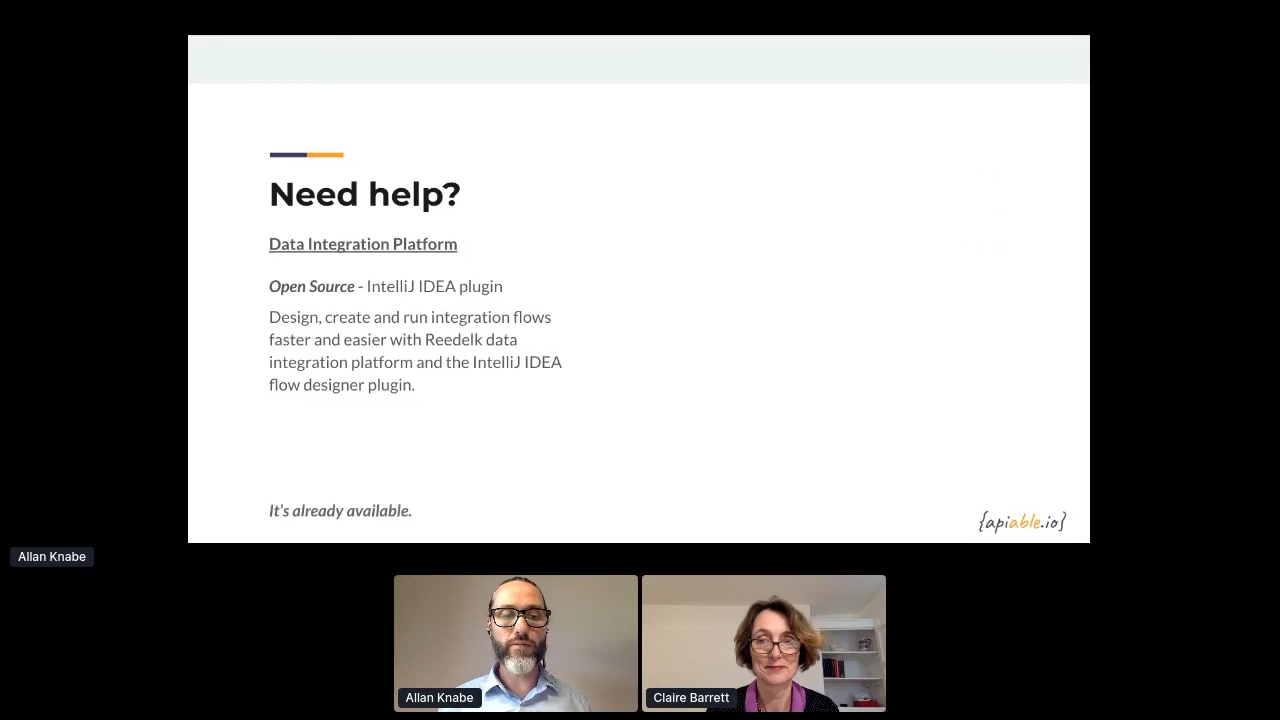 Need help?
Data Integration Platform
Open Source - IntelliJ IDEA plugin
Design, create and run integration flows
faster and easier with Reedelk data
integration platform and the IntelliJ IDEA
flow designer plugin.
It's already available.
{apiable.io}
Allan Knabe
Allan Knabe
Claire Barrett